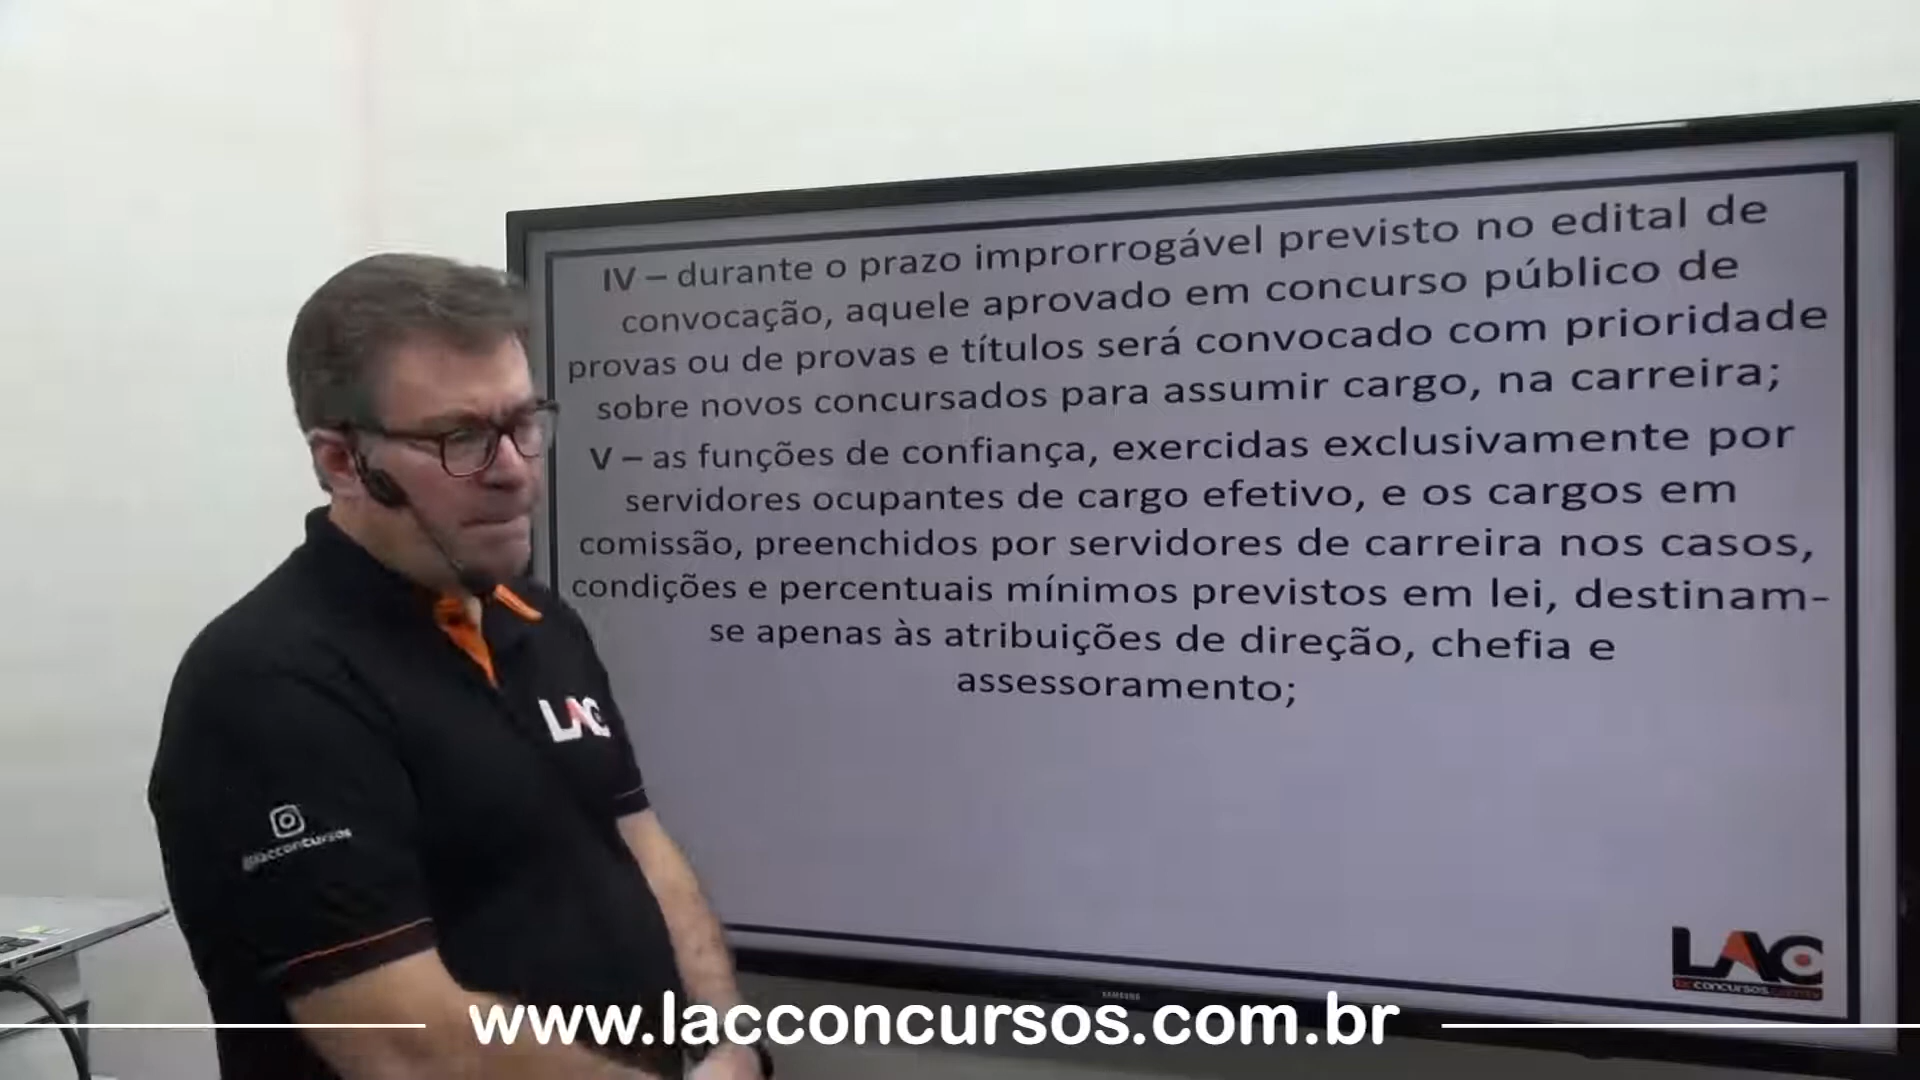 IV – durante o prazo improrrogável previsto no edital de
convocação, aquele aprovado em concurso público de
provas ou de provas e títulos será convocado com prioridade
sobre novos concursados para assumir cargo, na carreira;
V – as funções de confiança, exercidas exclusivamente por
servidores ocupantes de cargo efetivo, e os cargos em
comissão, preenchidos por servidores de carreira nos casos,
condições e percentuais mínimos previstos em lei, destinam-
se apenas às atribuições de direção, chefia e
assessoramento;
LAC
@lacconcursos
LAC
lacconcursos
SAMSUNG
www.lacconcursos.com.br